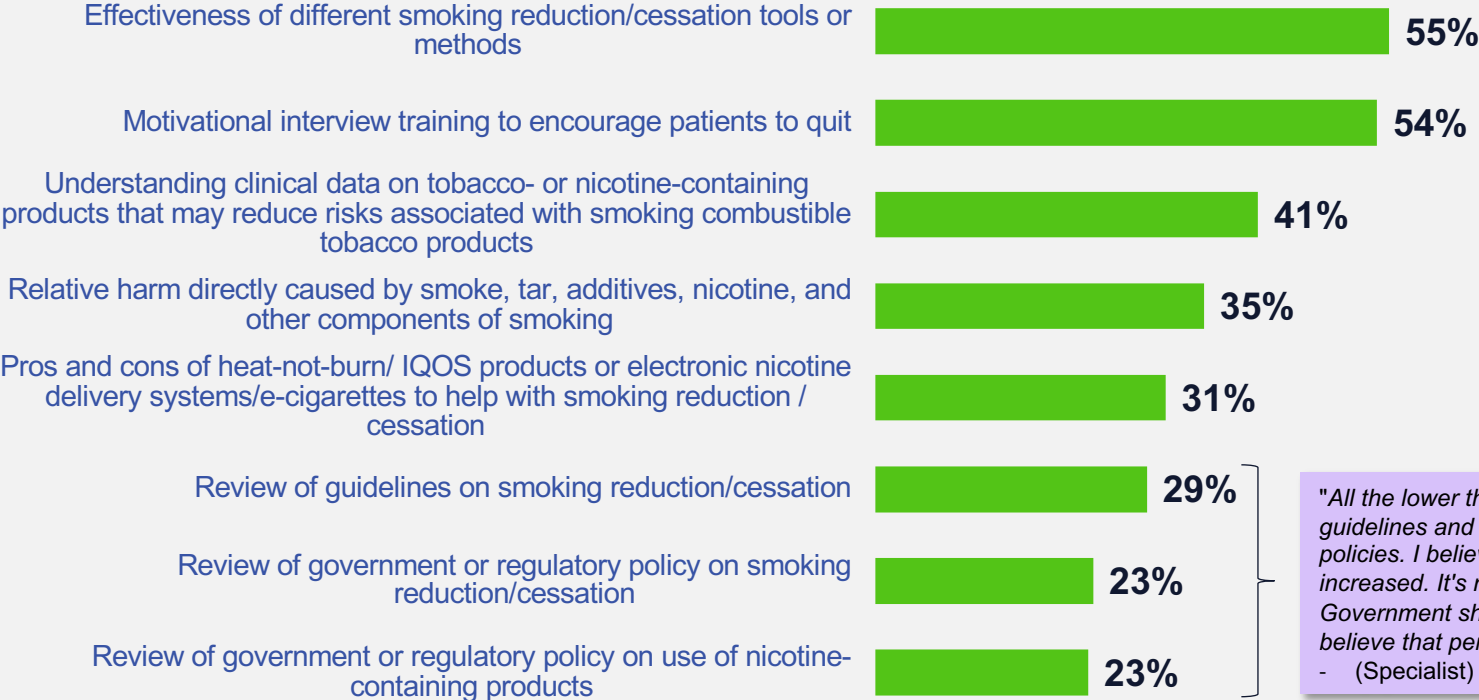 Effectiveness of different smoking reduction/cessation tools or
methods
55%
Motivational interview training to encourage patients to quit
54%
Understanding clinical data on tobacco- or nicotine-containing
products that may reduce risks associated with smoking combustible
tobacco products
41%
Relative harm directly caused by smoke, tar, additives, nicotine, and
other components of smoking
35%
Pros and cons of heat-not-burn/ IQOS products or electronic nicotine
delivery systems/e-cigarettes to help with smoking reduction /
cessation
31%
Review of guidelines on smoking reduction/cessation
29%
Review of government or regulatory policy on smoking
reduction/cessation
23%
Review of government or regulatory policy on use of nicotine-
containing products
23%
"All the lower
guidelines and
policies. I
increased. It's
Government
believe that
- (Specialist)